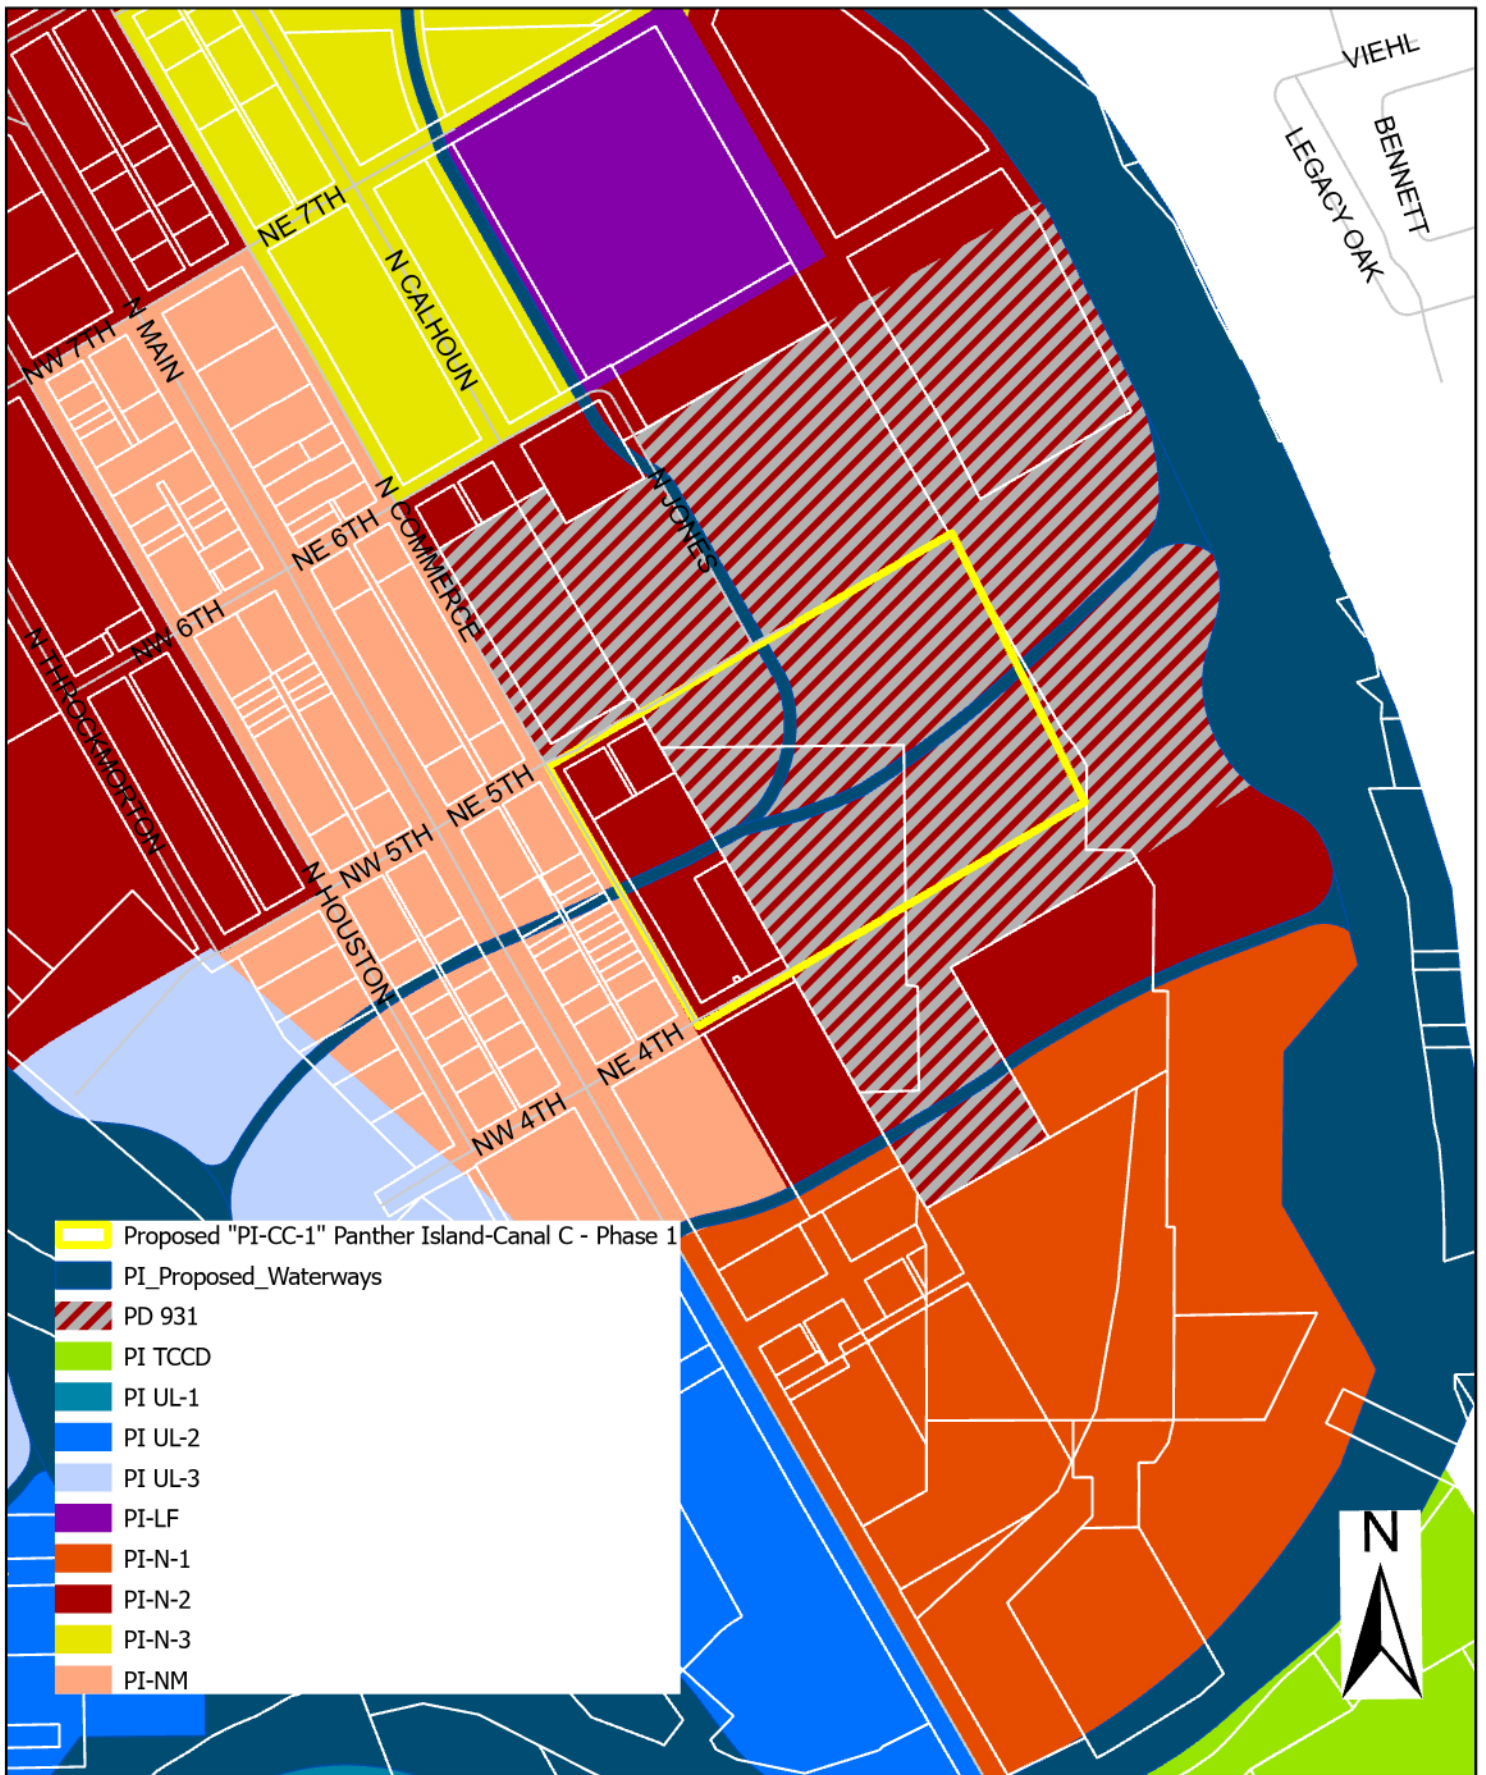 VIEHL
BENNETT
LEGACY OAK
NE 7TH
N CALHOUN
N MAIN
NW 7TH
N JONES
N COMMERCE
NE 6TH
NW 6TH
N THROCKMORTON
NE 5TH
NW 5TH
N HOUSTON
NE 4TH
NW 4TH
Proposed "PI-CC-1" Panther Island-Canal C - Phase 1
PI_Proposed_Waterways
PD 931
PI TCCD
PI UL-1
PI UL-2
PI UL-3
PI-LF
PI-N-1
PI-N-2
PI-N-3
PI-NM
N